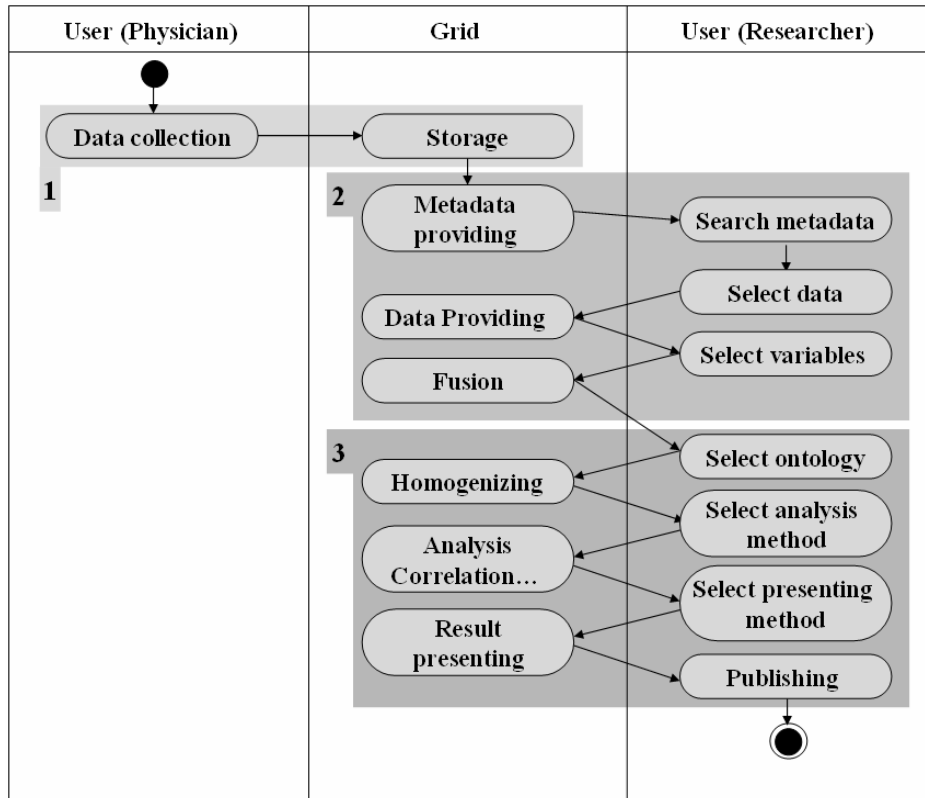 User (Physician)
Grid
User (Researcher)
Data collection
Storage
1
2
Metadata
providing
Search metadata
Select data
Data Providing
Select variables
Fusion
3
Select ontology
Homogenizing
Select analysis
method
Analysis
Correlation…
Select presenting
method
Result
presenting
Publishing